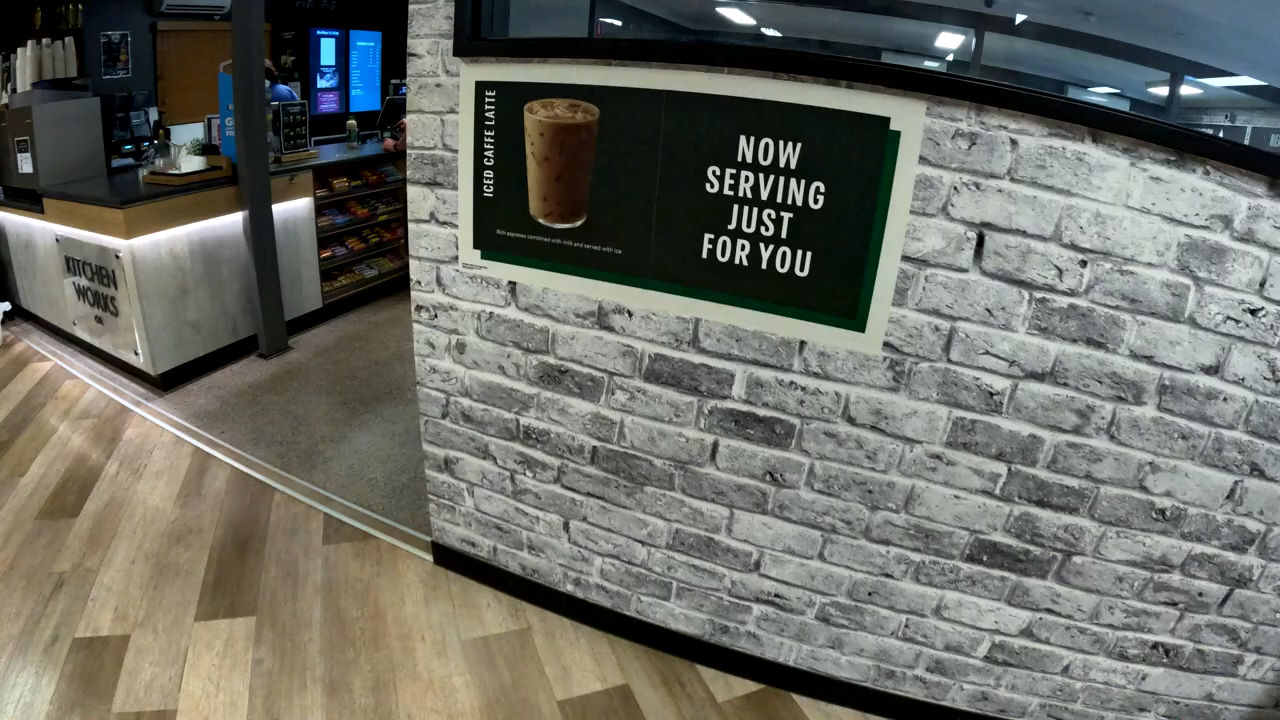 ICED CAFFE LATTE
Rich espresso combined with milk and served with ice
NOW
SERVING
JUST
FOR YOU
KITCHEN
WORKS